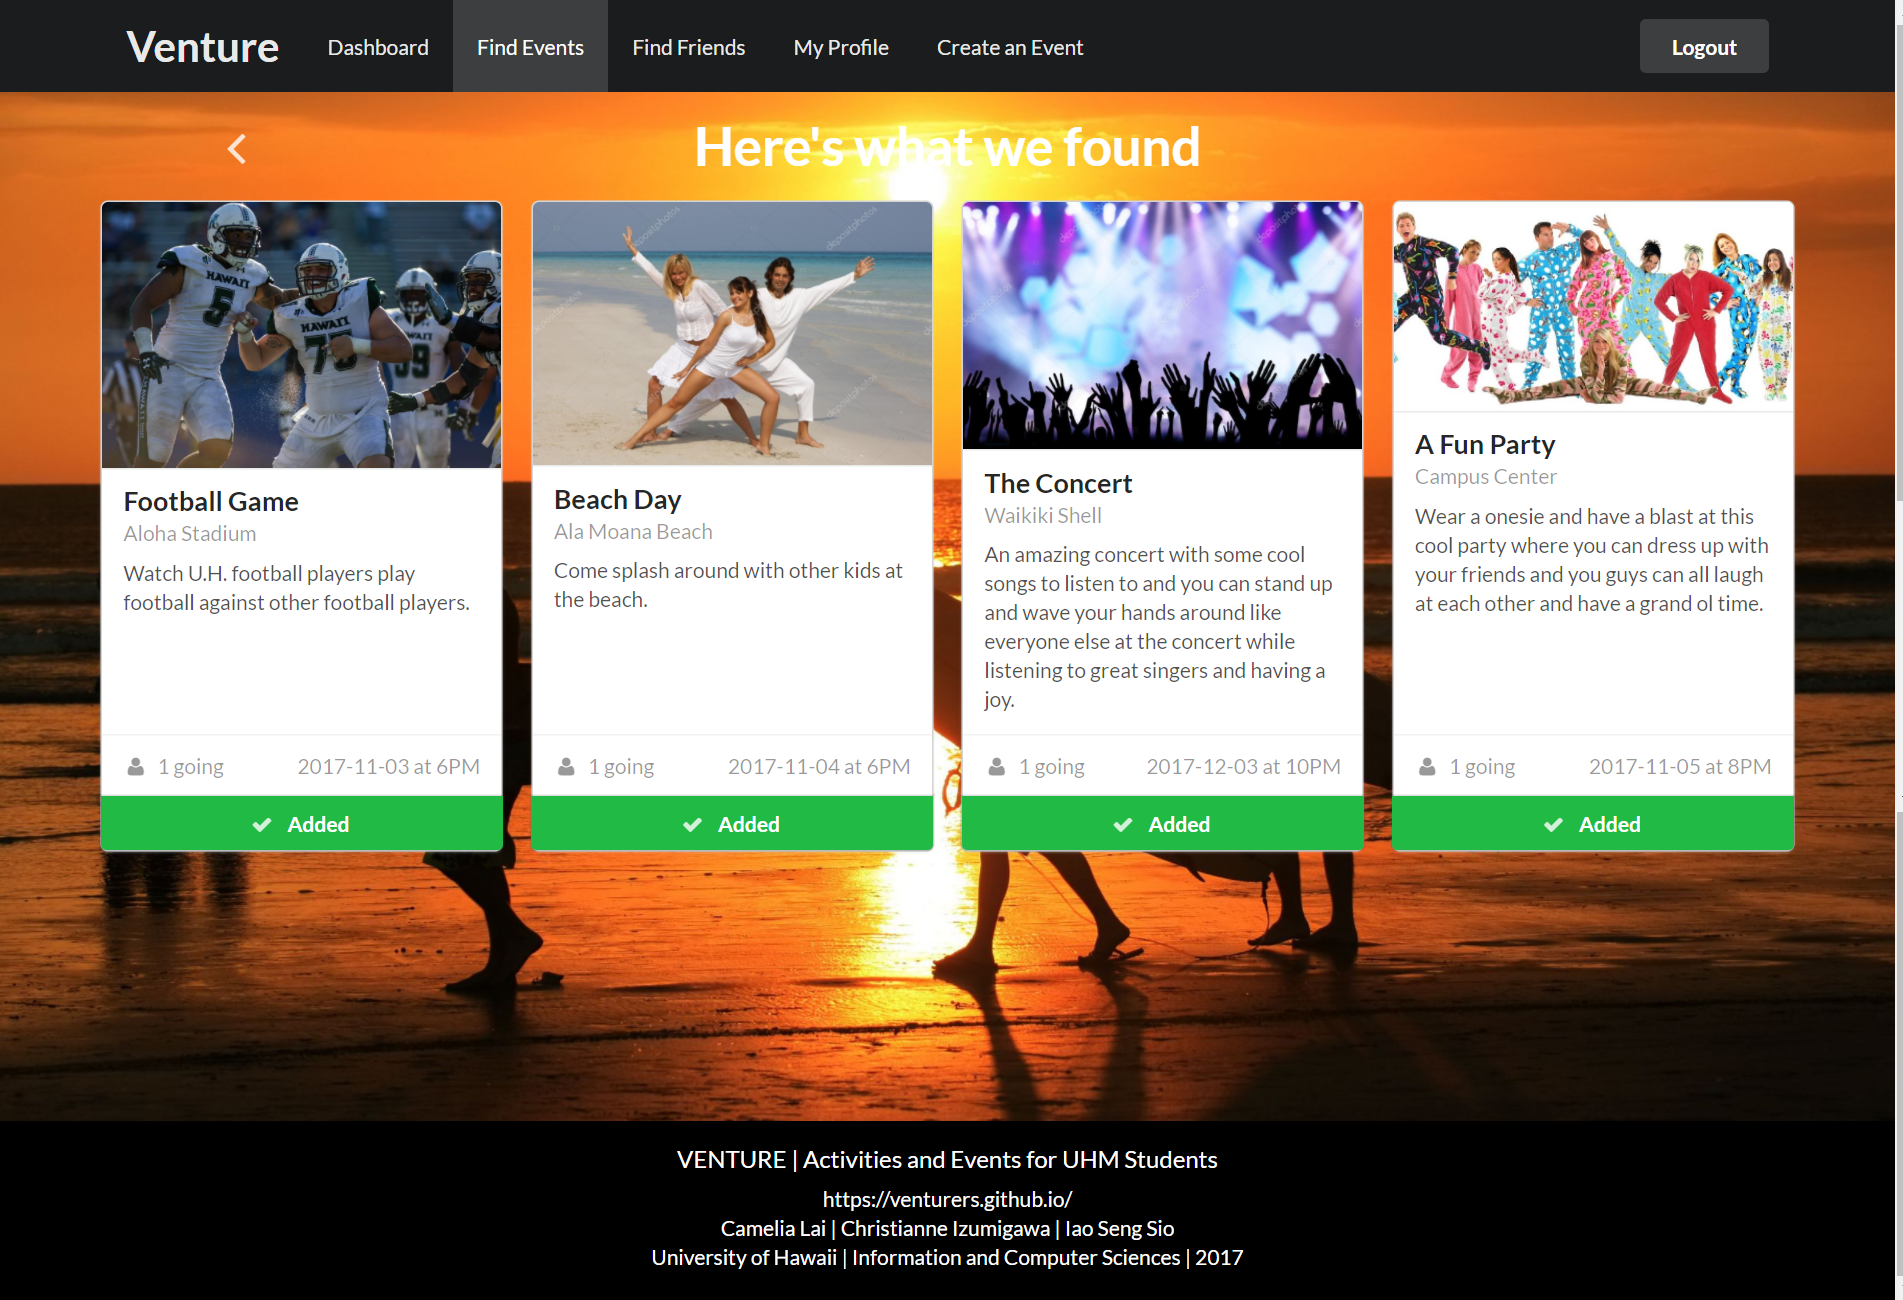 Venture
Dashboard
Find Events
Find Friends
My Profile
Create an Event
Logout
Here's what we found
HAWAII
5
HAWAII
99
depositphotos
depositphotos
depositphotos
depositphotos
Football Game
Aloha Stadium
Watch U.H. football players play
football against other football players.
1 going
2017-11-03 at 6PM
Added
Beach Day
Ala Moana Beach
Come splash around with other kids at
the beach.
1 going
2017-11-04 at 6PM
Added
The Concert
Waikiki Shell
An amazing concert with some cool
songs to listen to and you can stand up
and wave your hands around like
everyone else at the concert while
listening to great singers and having a
joy.
1 going
2017-12-03 at 10PM
Added
A Fun Party
Campus Center
Wear a onesie and have a blast at this
cool party where you can dress up with
your friends and you guys can all laugh
at each other and have a grand ol time.
1 going
2017-11-05 at 8PM
Added
VENTURE | Activities and Events for UHM Students
https://venturers.github.io/
Camelia Lai | Christianne Izumigawa | Iao Seng Sio
University of Hawaii | Information and Computer Sciences | 2017